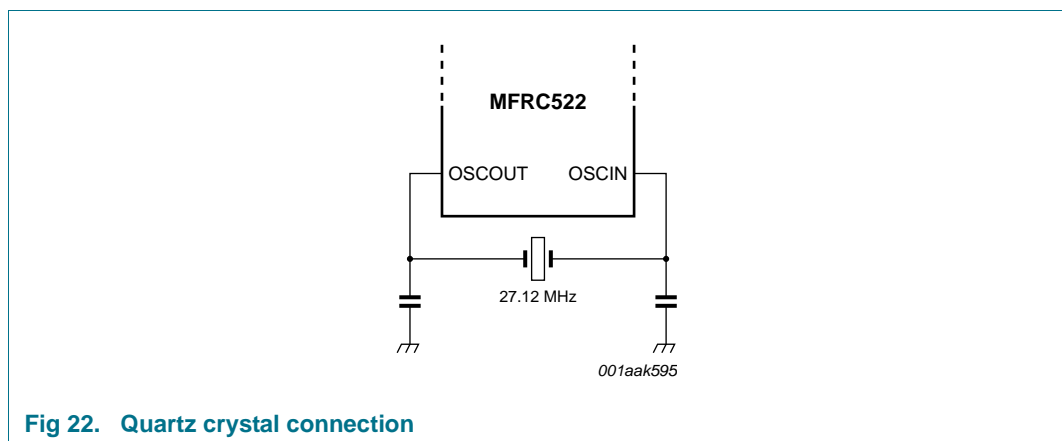 MFRC522
OSCOUT OSCIN
27.12 MHz
001aak595
Fig 22. Quartz crystal connection